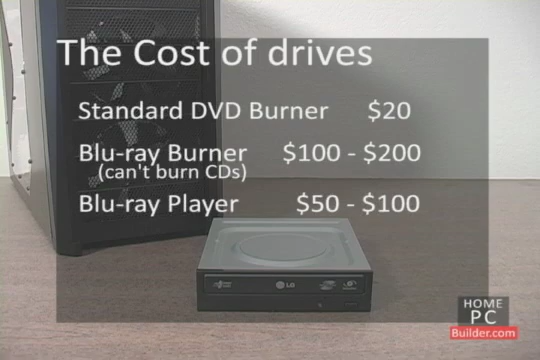 The Cost of drives
Standard DVD Burner $20
Blu-ray Burner $100 - $200
(can't burn CDs)
Blu-ray Player $50 - $100
LG
HOME
PC
Builder.com